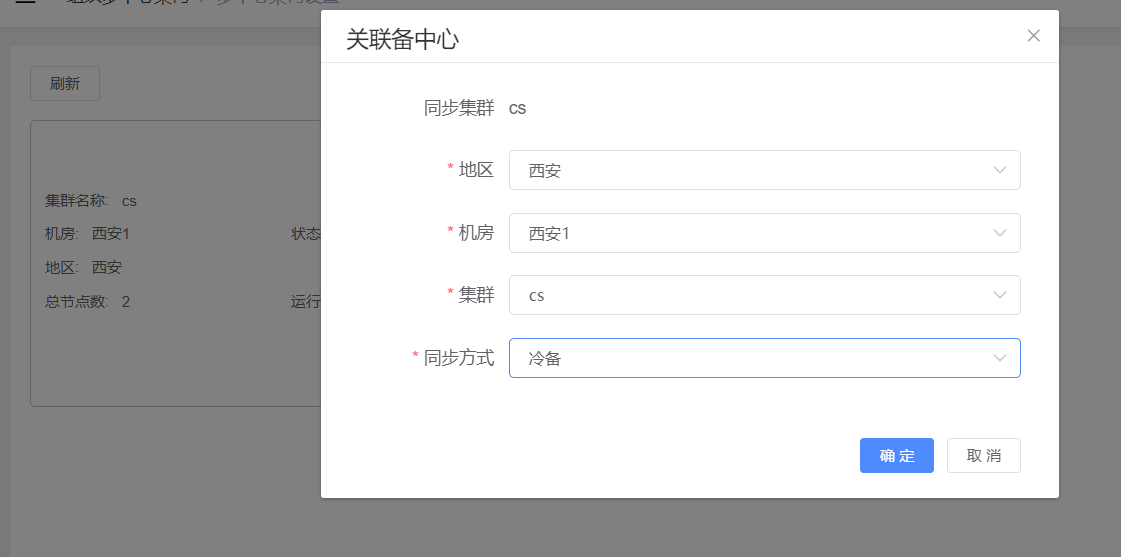 关联备中心
刷新
同步集群 cs
* 地区 西安
集群名称: cs
机房: 西安1 状态
* 机房 西安1
地区: 西安
* 集群 cs
总节点数: 2 运行
* 同步方式 冷备
确 定 取 消